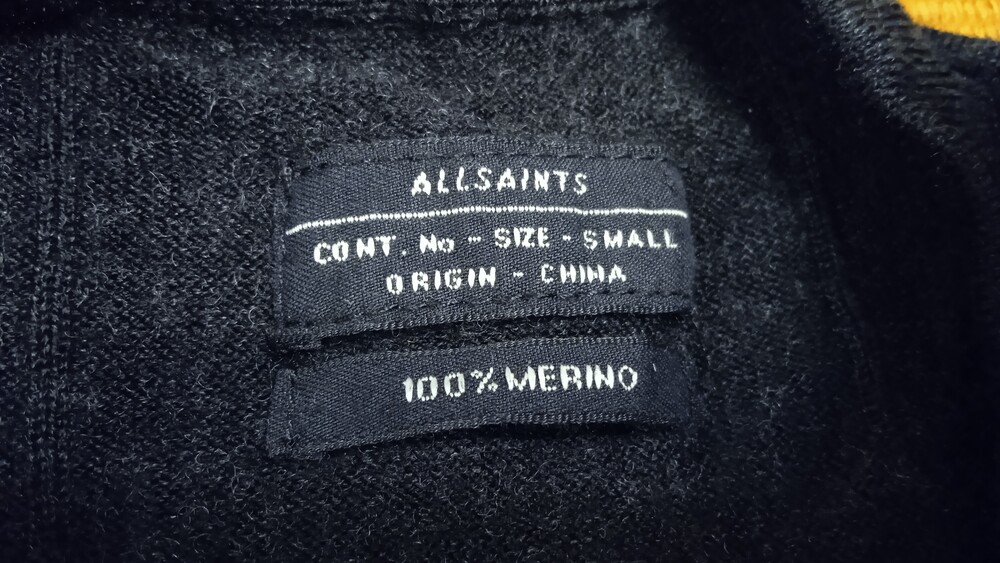 ALLSAINTS
CONT. No - SIZE - SMALL
ORIGIN - CHINA
100% MERINO